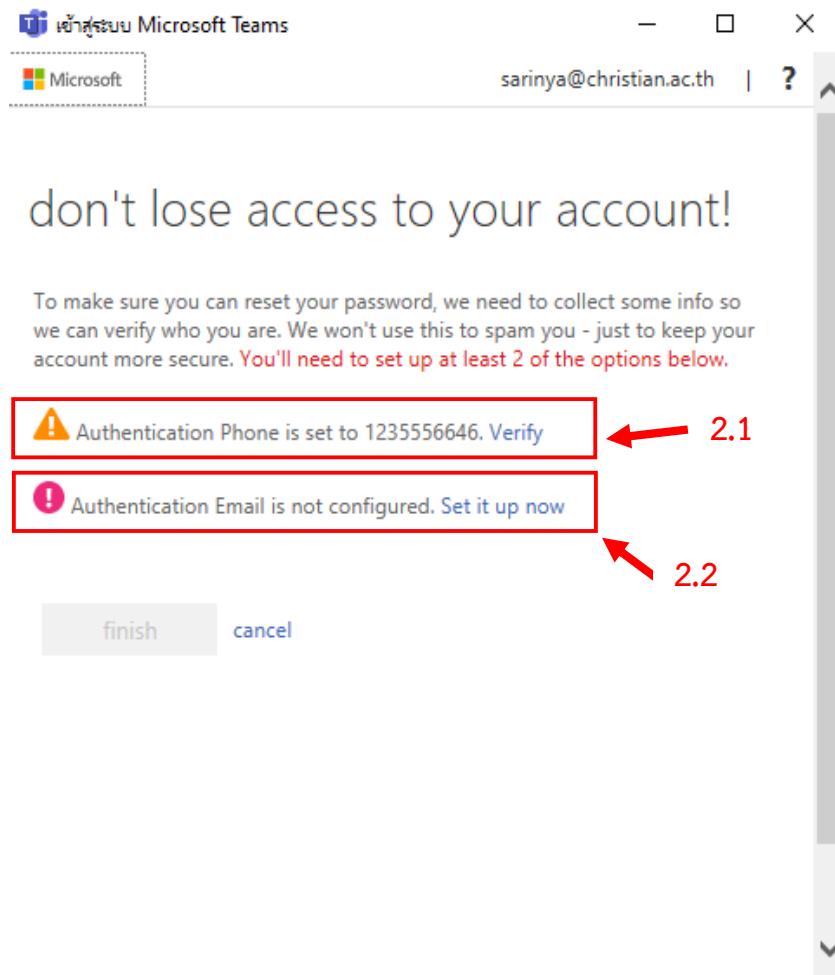 เข้าสู่ระบบ Microsoft Teams
Microsoft
sarinya@christian.ac.th | ?
don't lose access to your account!
To make sure you can reset your password, we need to collect some info so
we can verify who you are. We won't use this to spam you - just to keep your
account more secure. You'll need to set up at least 2 of the options below.
Authentication Phone is set to 1235556646. Verify
2.1
Authentication Email is not configured. Set it up now
2.2
finish
cancel